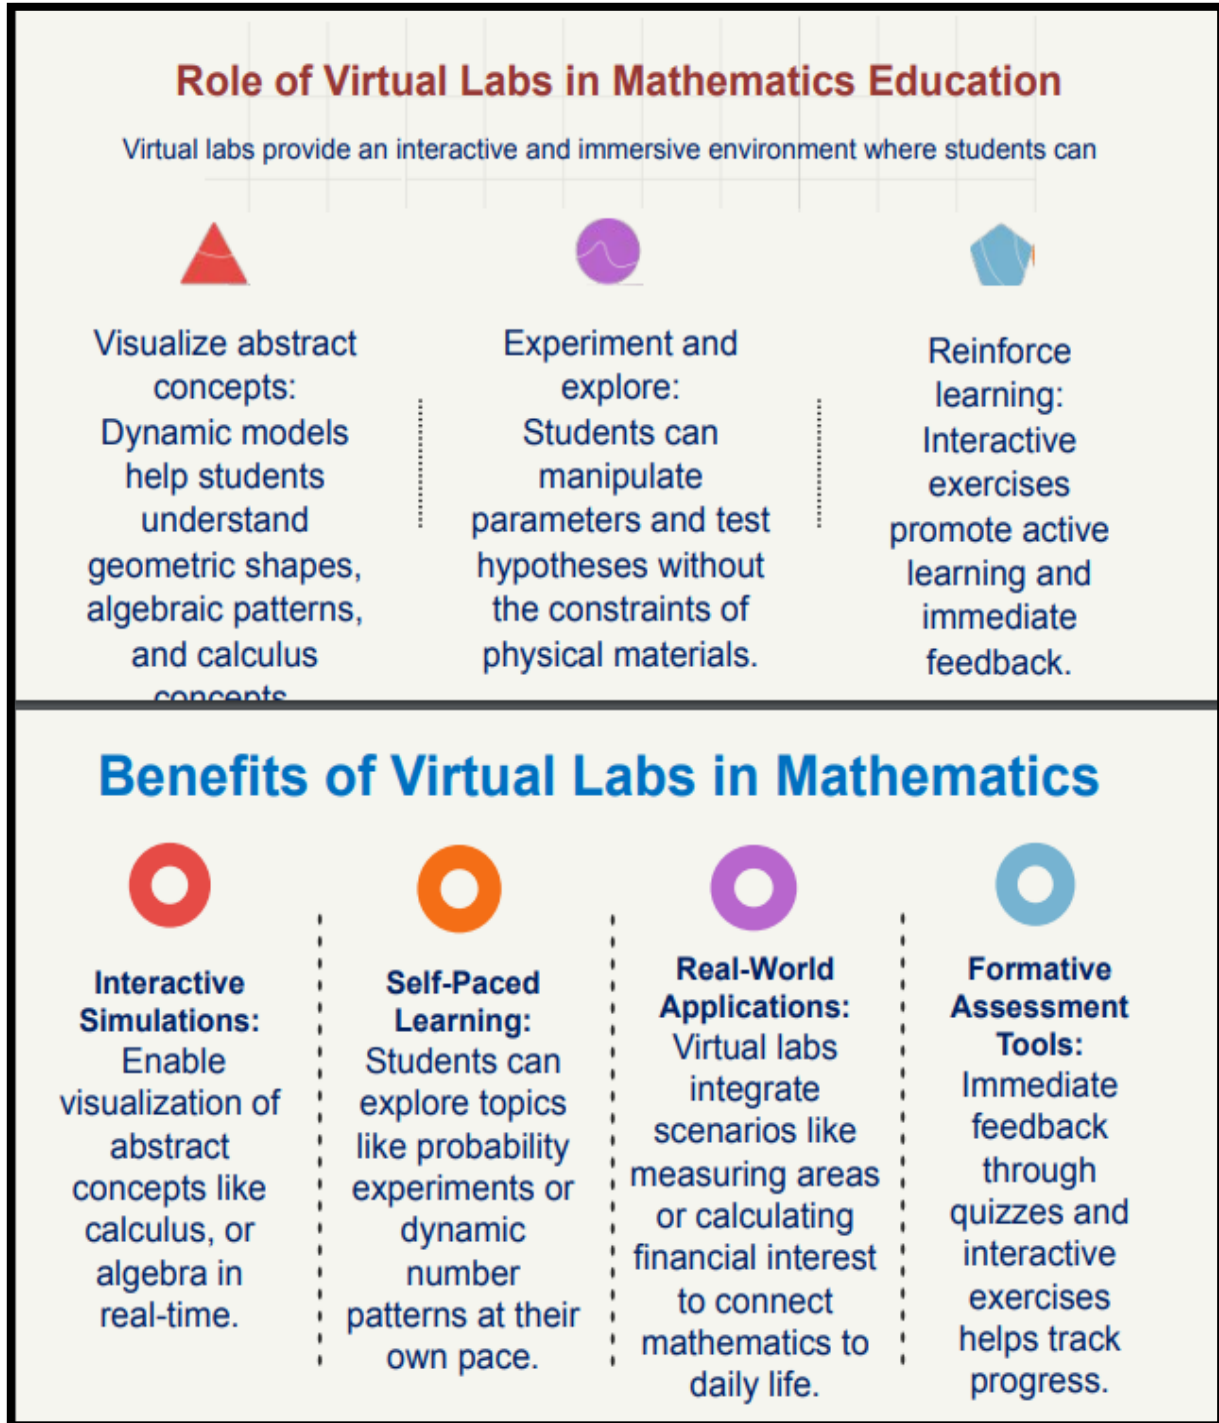 Role of Virtual Labs in Mathematics Education
Virtual labs provide an interactive and immersive environment where students can
Visualize abstract
concepts:
Dynamic models
help students
understand
geometric shapes,
algebraic patterns,
and calculus
concepts
Experiment and
explore:
Students can
manipulate
parameters and test
hypotheses without
the constraints of
physical materials.
Reinforce
learning:
Interactive
exercises
promote active
learning and
immediate
feedback.
Benefits of Virtual Labs in Mathematics
Interactive
Simulations:
Enable
visualization of
abstract
concepts like
calculus, or
algebra in
real-time.
Self-Paced
Learning:
Students can
explore topics
like probability
experiments or
dynamic
number
patterns at their
own pace.
Real-World
Applications:
Virtual labs
integrate
scenarios like
measuring areas
or calculating
financial interest
to connect
mathematics to
daily life.
Formative
Assessment
Tools:
Immediate
feedback
through
quizzes and
interactive
exercises
helps track
progress.